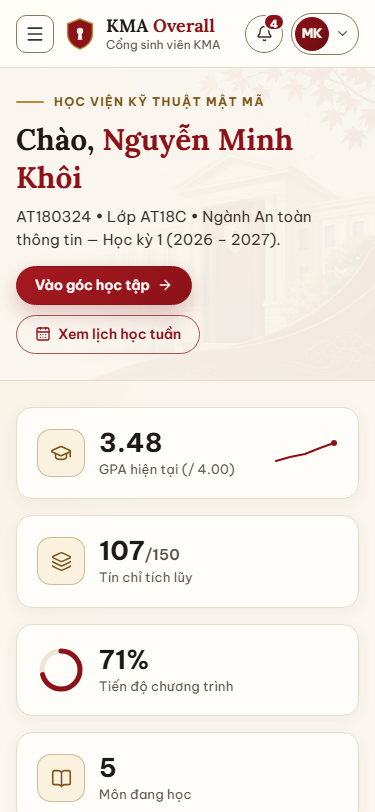 KMA Overall
Cổng sinh viên KMA
4
MK
HỌC VIỆN KỸ THUẬT MẬT MÃ
Chào, Nguyễn Minh
Khôi
AT180324 • Lớp AT18C • Ngành An toàn
thông tin — Học kỳ 1 (2026 – 2027).
Vào góc học tập →
Xem lịch học tuần
3.48
GPA hiện tại (/ 4.00)
107/150
Tín chỉ tích lũy
71%
Tiến độ chương trình
5
Môn đang học